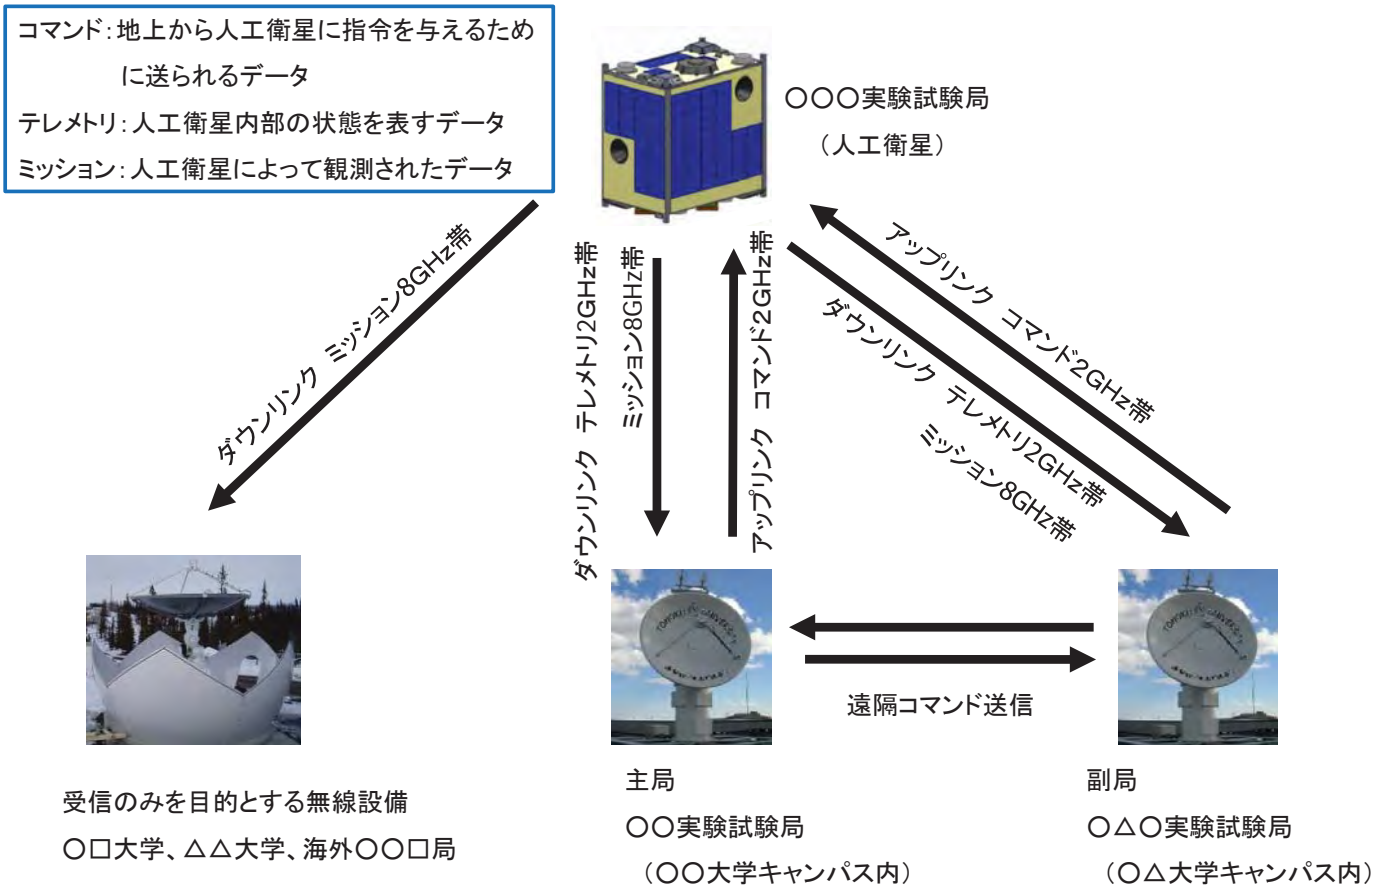 コマンド：地上から人工衛星に指令を与えるため
に送られるデータ
テレメトリ：人工衛星内部の状態を表すデータ
ミッション：人工衛星によって観測されたデータ
〇〇〇実験試験局
（人工衛星）
ダウンリンク　ミッション8GHz帯
ダウンリンク　テレメトリ2GHz帯
ミッション8GHz帯
アップリンク　コマンド2GHz帯
アップリンク　コマンド2GHz帯
ダウンリンク　テレメトリ2GHz帯
ミッション8GHz帯
遠隔コマンド送信
受信のみを目的とする無線設備
〇□大学、△△大学、海外〇〇□局
主局
〇〇実験試験局
（〇〇大学キャンパス内）
副局
〇△〇実験試験局
（〇△大学キャンパス内）